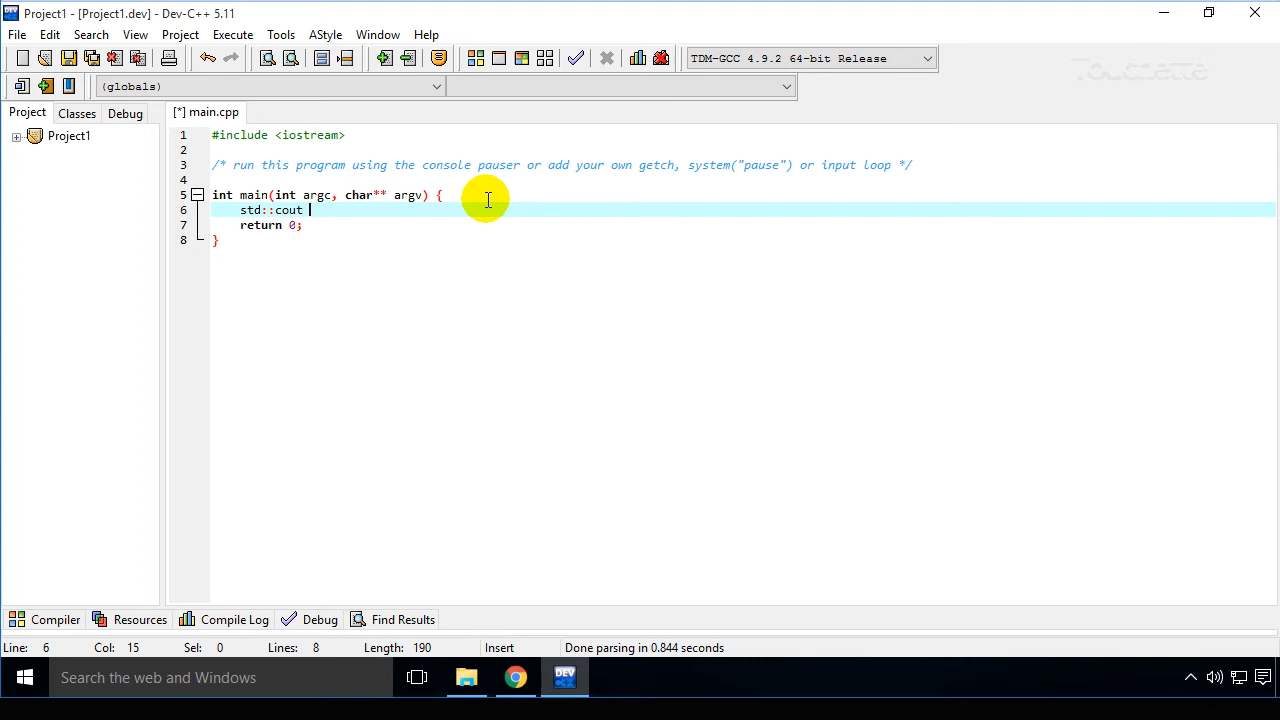 Project1 - [Project1.dev] - Dev-C++ 5.11
File Edit Search View Project Execute Tools AStyle Window Help
TDM-GCC 4.9.2 64-bit Release
(globals)
Project Classes Debug [*] main.cpp
Project1
1 #include <iostream>
2
3 /* run this program using the console pauser or add your own getch, system("pause") or input loop */
4
5 int main(int argc, char** argv) {
6 std::cout
7 return 0;
8 }
Compiler Resources Compile Log Debug Find Results
Line: 6 Col: 15 Sel: 0 Lines: 8 Length: 190 Insert Done parsing in 0.844 seconds
Search the web and Windows
DEV